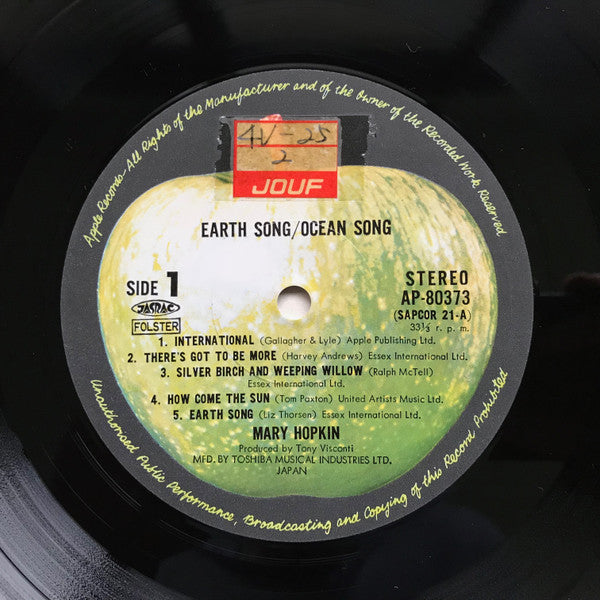 Apple Records-All Rights of the Manufacturer and of the Owner of the Recorded Work Reserved
4V-25
2
JOUF
EARTH SONG/OCEAN SONG
SIDE 1
JASRAC
FOLSTER
STEREO
AP-80373
(SAPCOR 21-A)
33⅓ r. p. m.
1. INTERNATIONAL (Gallagher & Lyle) Apple Publishing Ltd.
2. THERE'S GOT TO BE MORE (Harvey Andrews) Essex International Ltd.
3. SILVER BIRCH AND WEEPING WILLOW (Ralph McTell)
Essex International Ltd.
4. HOW COME THE SUN (Tom Paxton) United Artists Music Ltd.
5. EARTH SONG (Liz Thorsen) Essex International Ltd.
MARY HOPKIN
Produced by Tony Visconti
MFD. BY TOSHIBA MUSICAL INDUSTRIES LTD.
JAPAN
Unauthorised Public Performance, Broadcasting and Copying of this Record Prohibited